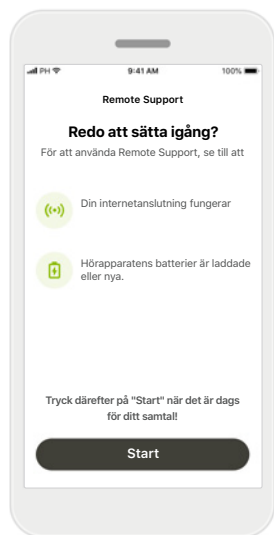 PH 9:41 AM 100%
Remote Support
Redo att sätta igång?
För att använda Remote Support, se till att
Din internetanslutning fungerar
Hörapparatens batterier är laddade
eller nya.
Tryck därefter på "Start" när det är dags
för ditt samtal!
Start